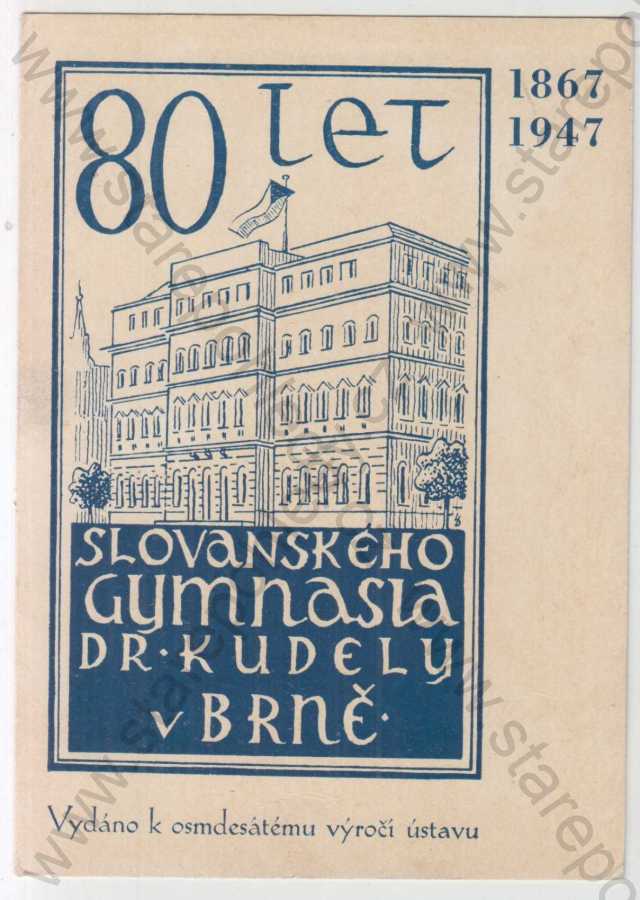 80 let
1867
1947
SLOVANSKÉHO
GYMNASIA
DR·KUDELY
v BRNĚ·
Vydáno k osmdesátému výročí ústavu